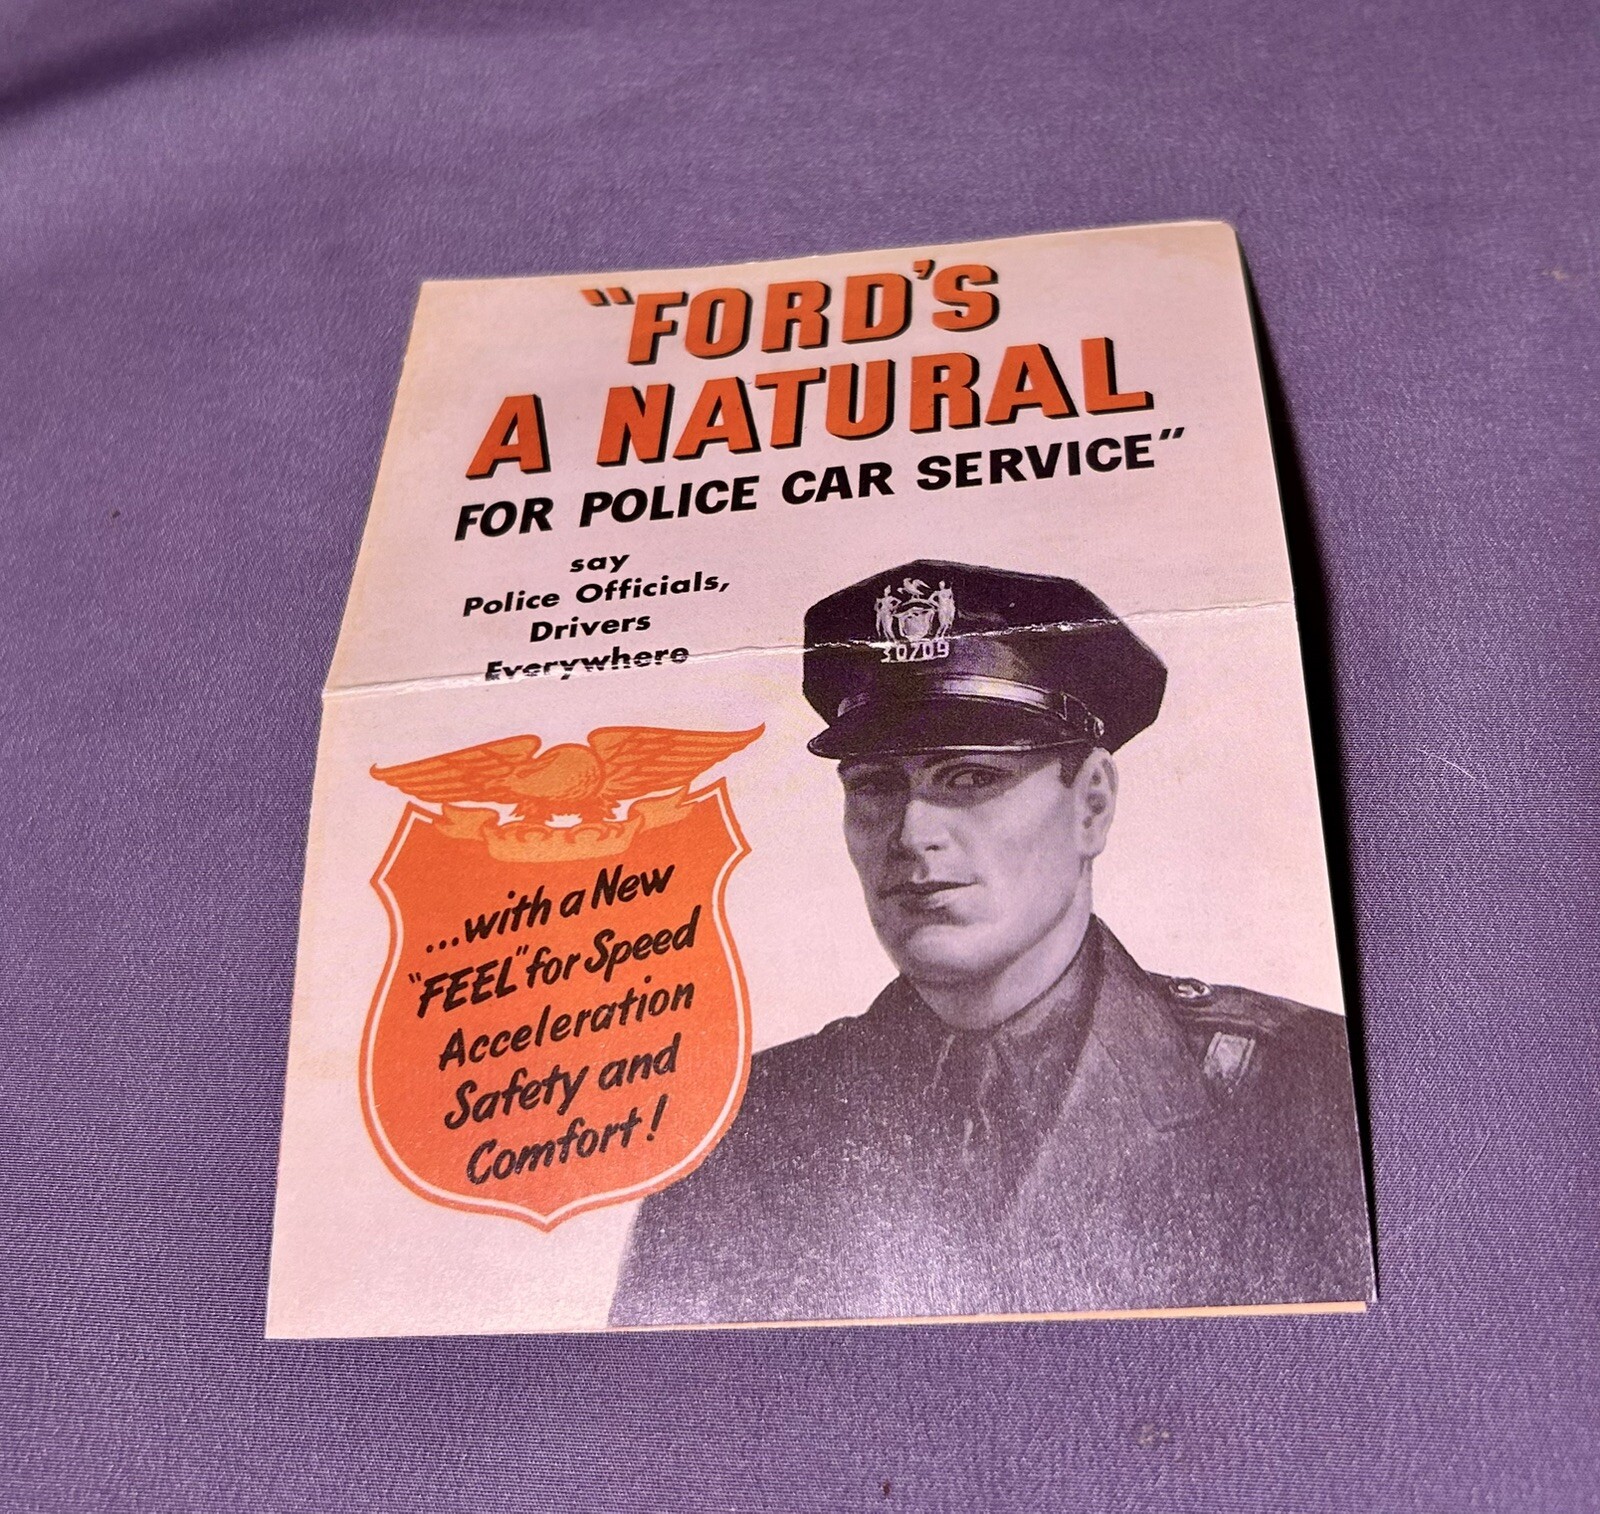 "FORD'S
A NATURAL
FOR POLICE CAR SERVICE"
say
Police Officials,
Drivers
Everywhere
30709
...with a New
"FEEL" for Speed
Acceleration
Safety and
Comfort!